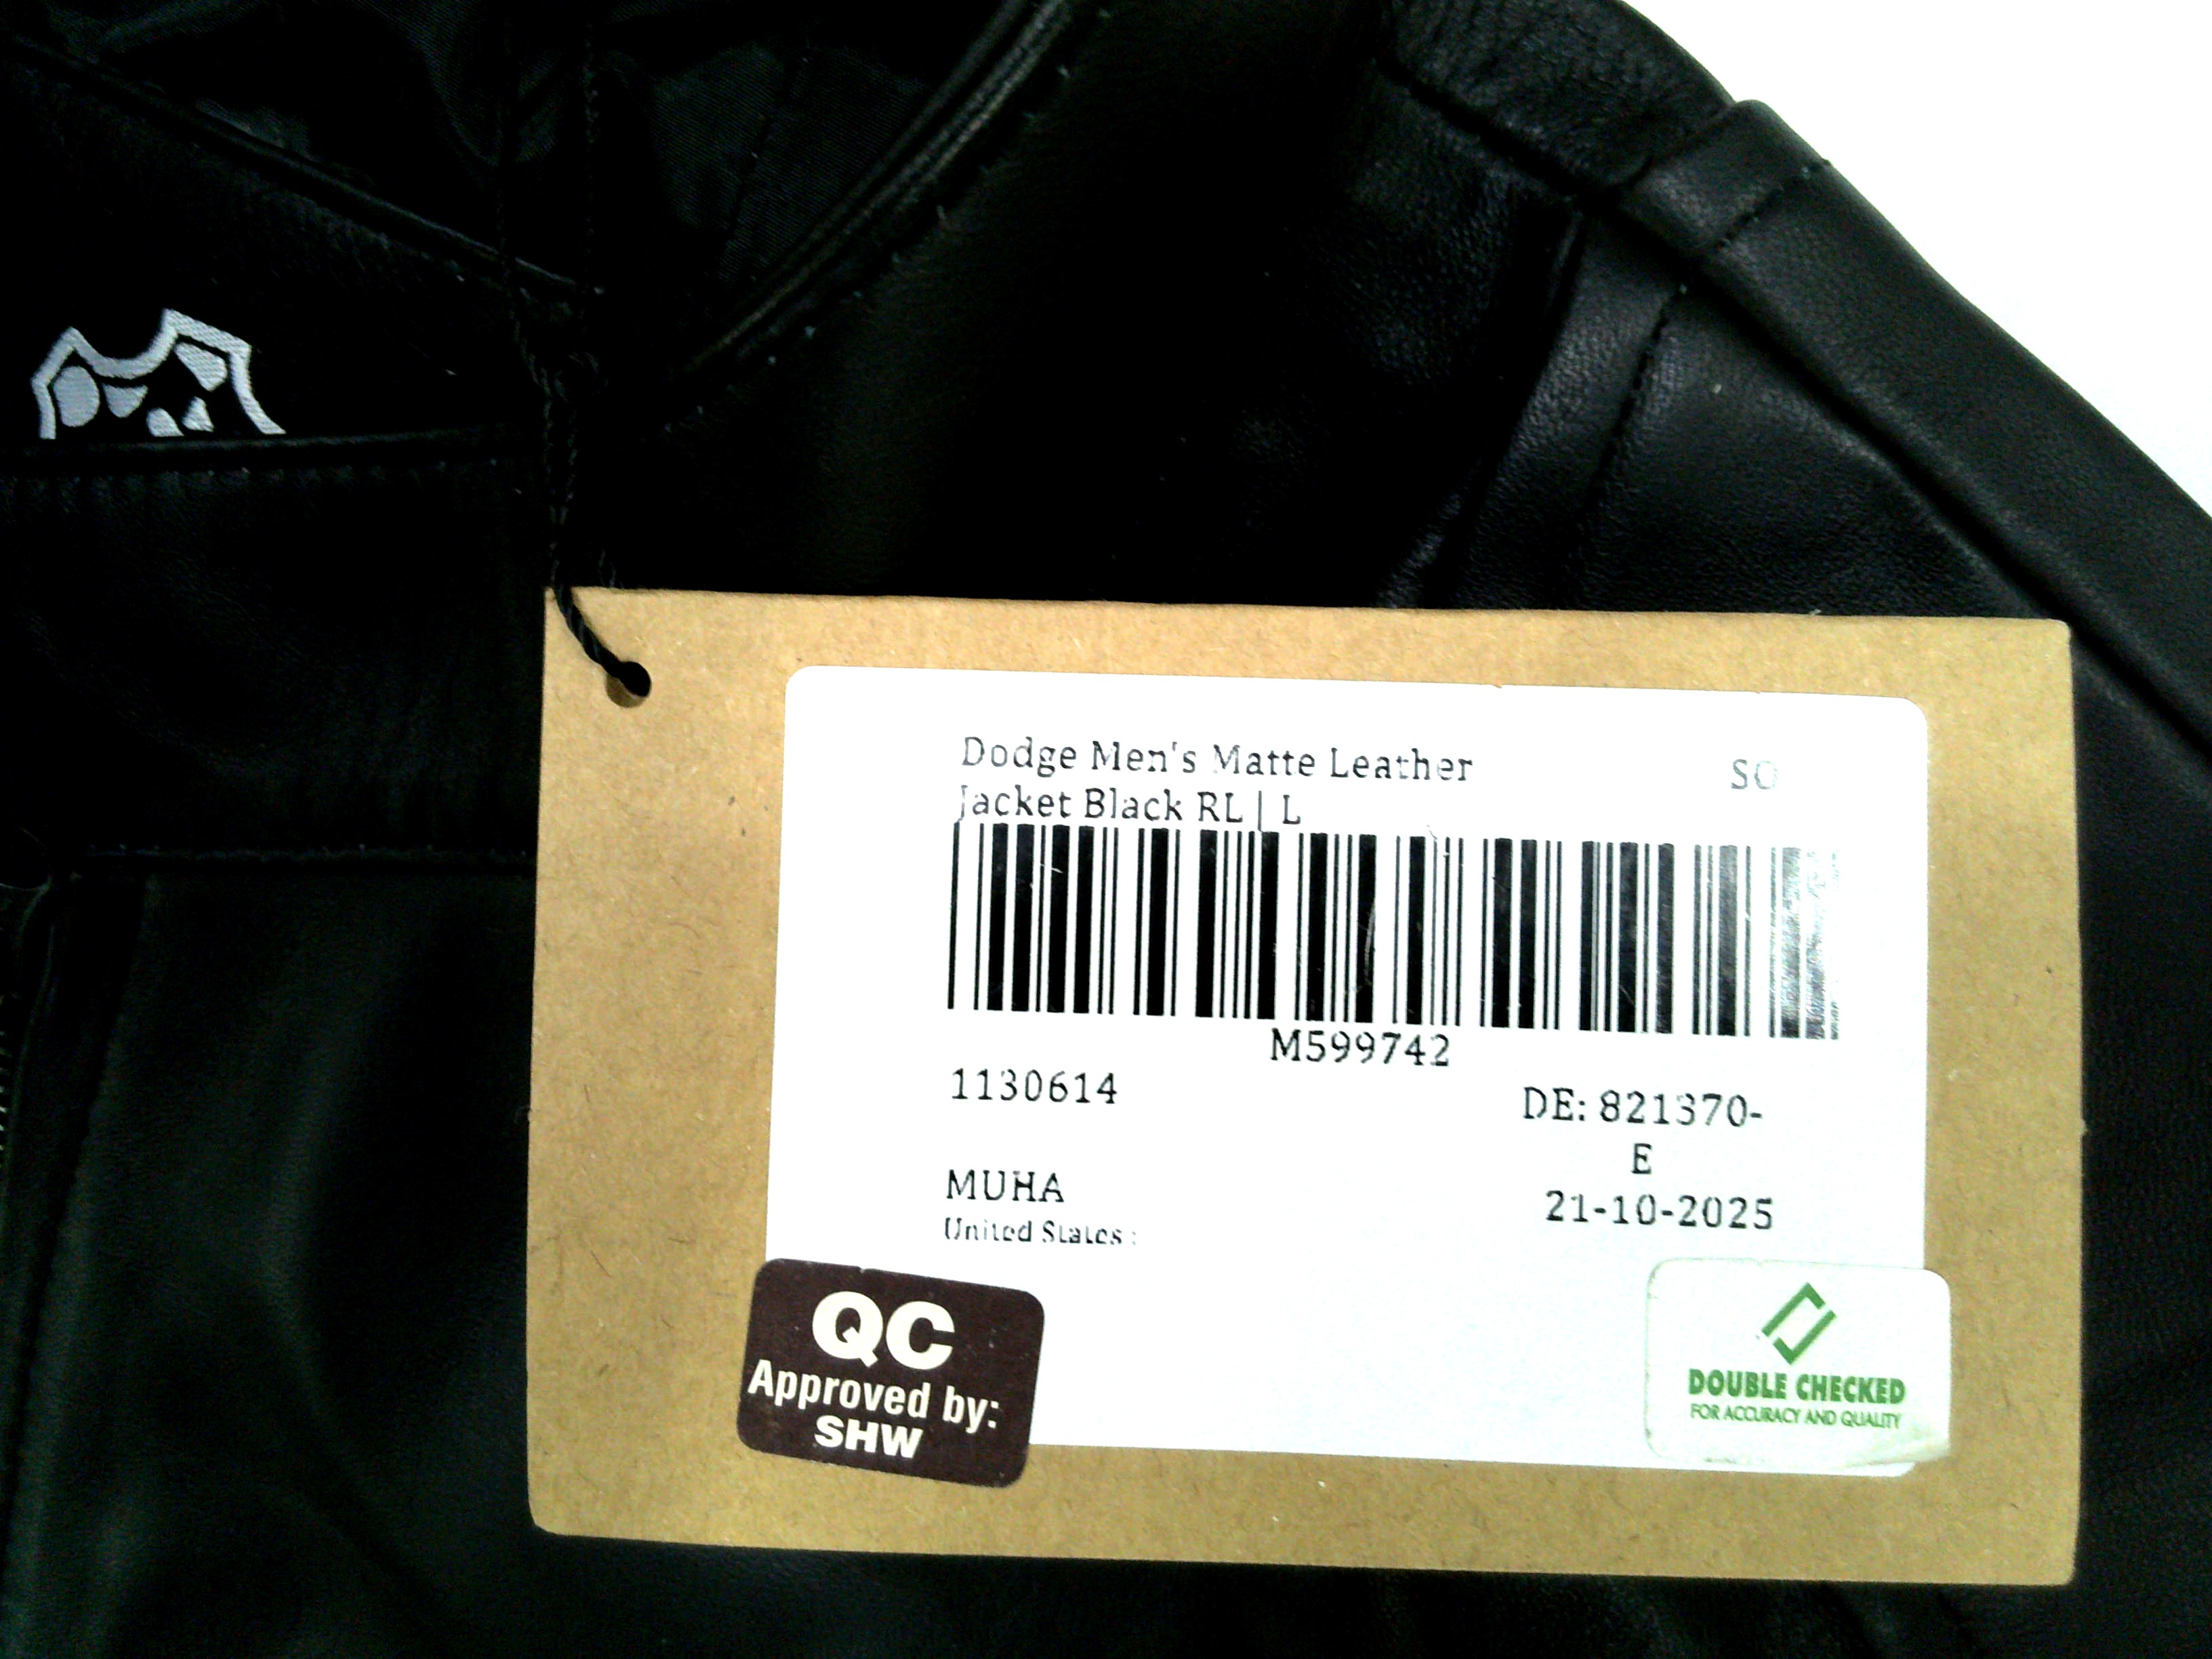 Dodge Men's Matte Leather
SO
Jacket Black RL | L
M599742
1130614
DE: 821370-
E
MUHA
21-10-2025
United States :
QC
Approved by:
SHW
DOUBLE CHECKED
FOR ACCURACY AND QUALITY